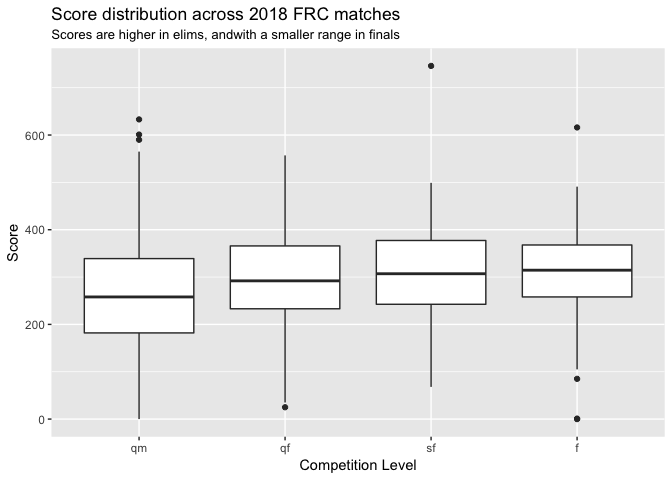 Score distribution across 2018 FRC matches
Scores are higher in elims, andwith a smaller range in finals
600
400
200
0
Score
qm qf sf f
Competition Level